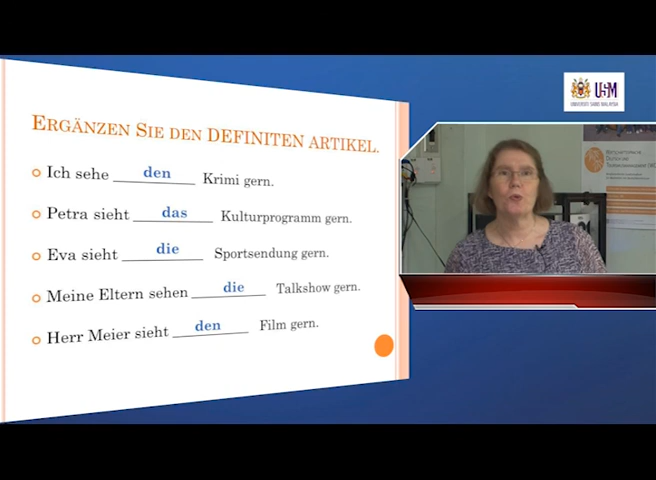 ERGÄNZEN SIE DEN DEFINITEN ARTIKEL.
Ich sehe den Krimi gern.
Petra sieht das Kulturprogramm gern.
Eva sieht die Sportsendung gern.
Meine Eltern sehen die Talkshow gern.
Herr Meier sieht den Film gern.
USM
UNIVERSITI SAINS MALAYSIA